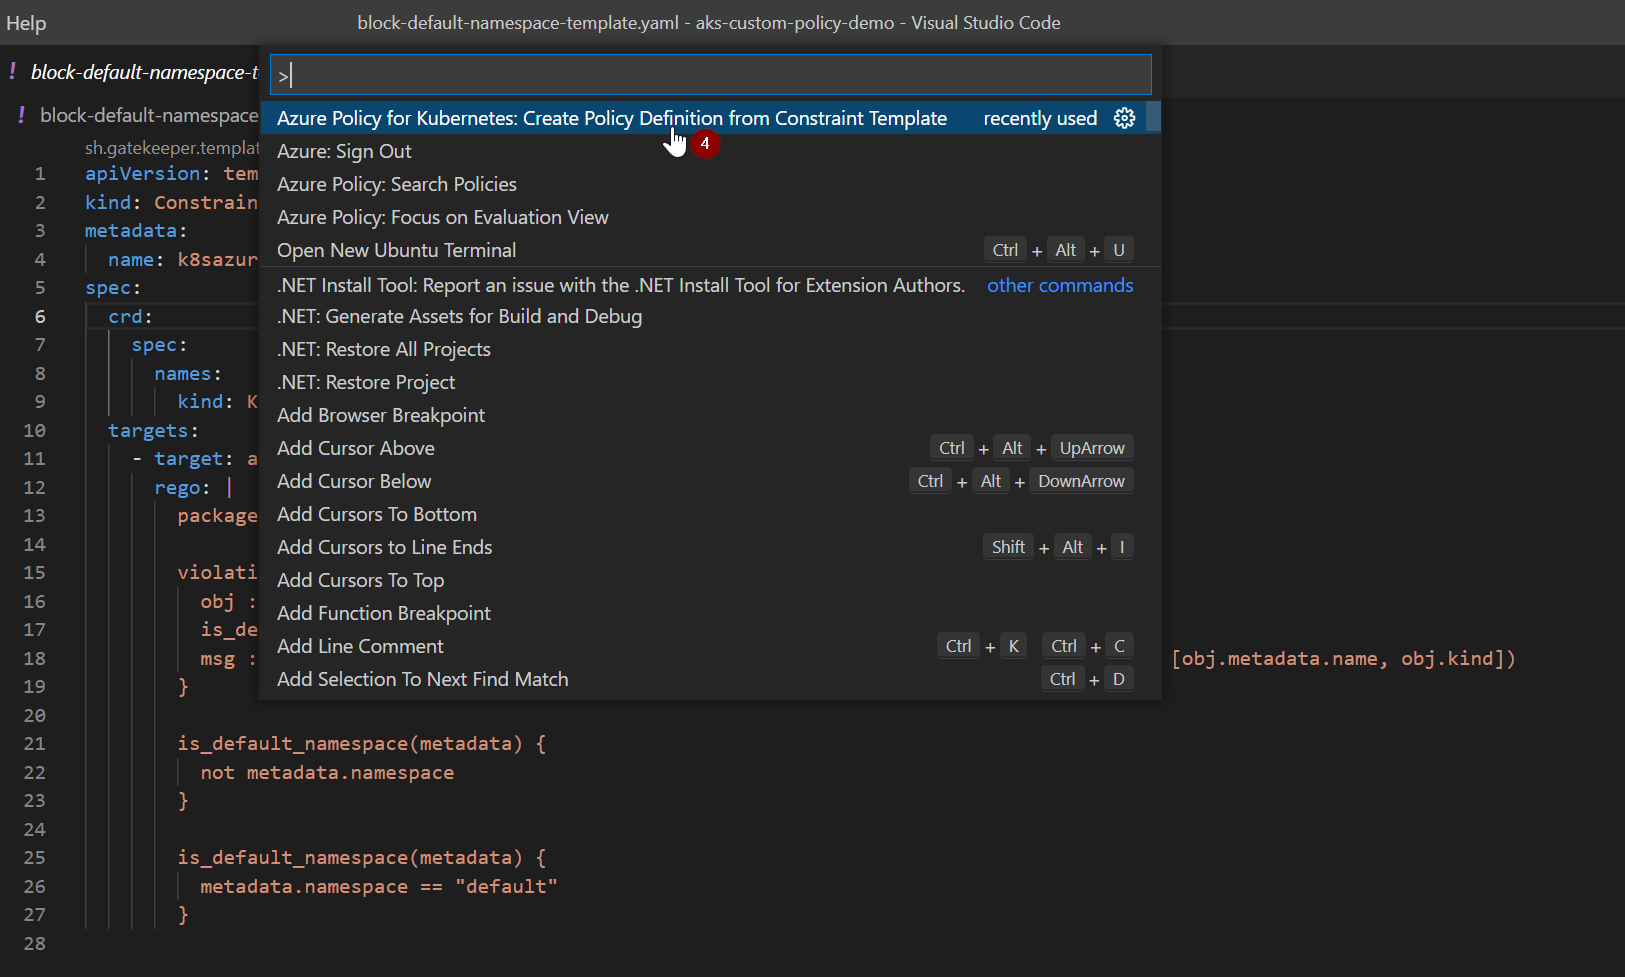 Help
block-default-namespace-template.yaml - aks-custom-policy-demo - Visual Studio Code
! block-default-namespace-t
>
! block-default-namespace
Azure Policy for Kubernetes: Create Policy Definition from Constraint Template recently used
4
Azure: Sign Out
Azure Policy: Search Policies
Azure Policy: Focus on Evaluation View
Open New Ubuntu Terminal Ctrl + Alt + U
.NET Install Tool: Report an issue with the .NET Install Tool for Extension Authors. other commands
.NET: Generate Assets for Build and Debug
.NET: Restore All Projects
.NET: Restore Project
Add Browser Breakpoint
Add Cursor Above Ctrl + Alt + UpArrow
Add Cursor Below Ctrl + Alt + DownArrow
Add Cursors To Bottom
Add Cursors to Line Ends Shift + Alt + I
Add Cursors To Top
Add Function Breakpoint
Add Line Comment Ctrl + K Ctrl + C
Add Selection To Next Find Match Ctrl + D
sh.gatekeeper.templat
1 apiVersion: tem
2 kind: Constrain
3 metadata:
4 name: k8sazur
5 spec:
6 crd:
7 spec:
8 names:
9 kind: K
10 targets:
11 - target: a
12 rego: |
13 package
14
15 violati
16 obj :
17 is_de
18 msg : [obj.metadata.name, obj.kind])
19 }
20
21 is_default_namespace(metadata) {
22 not metadata.namespace
23 }
24
25 is_default_namespace(metadata) {
26 metadata.namespace == "default"
27 }
28